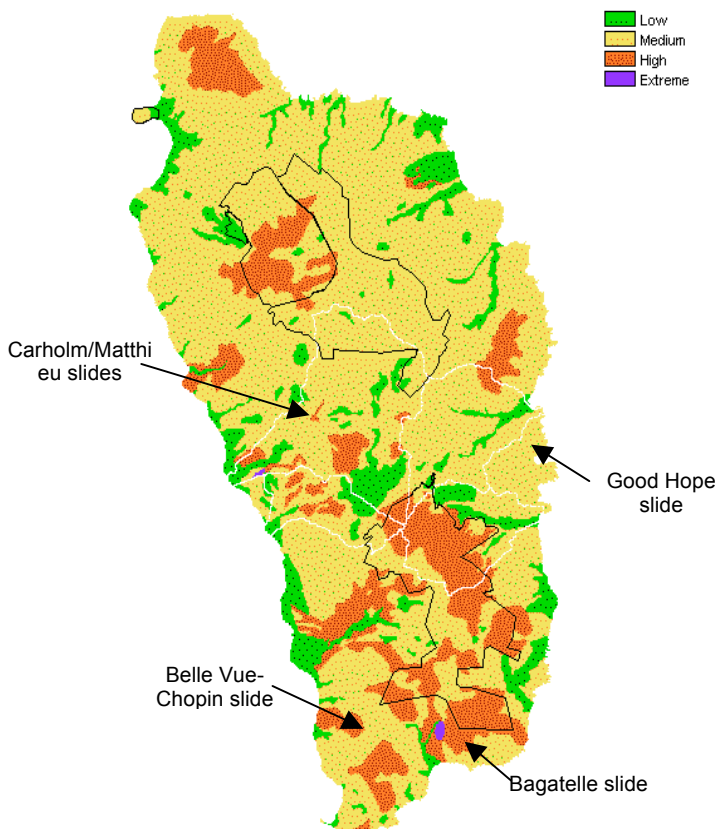 Low
Medium
High
Extreme
Carholm/Matthi
eu slides
Good Hope
slide
Belle Vue-
Chopin slide
Bagatelle slide